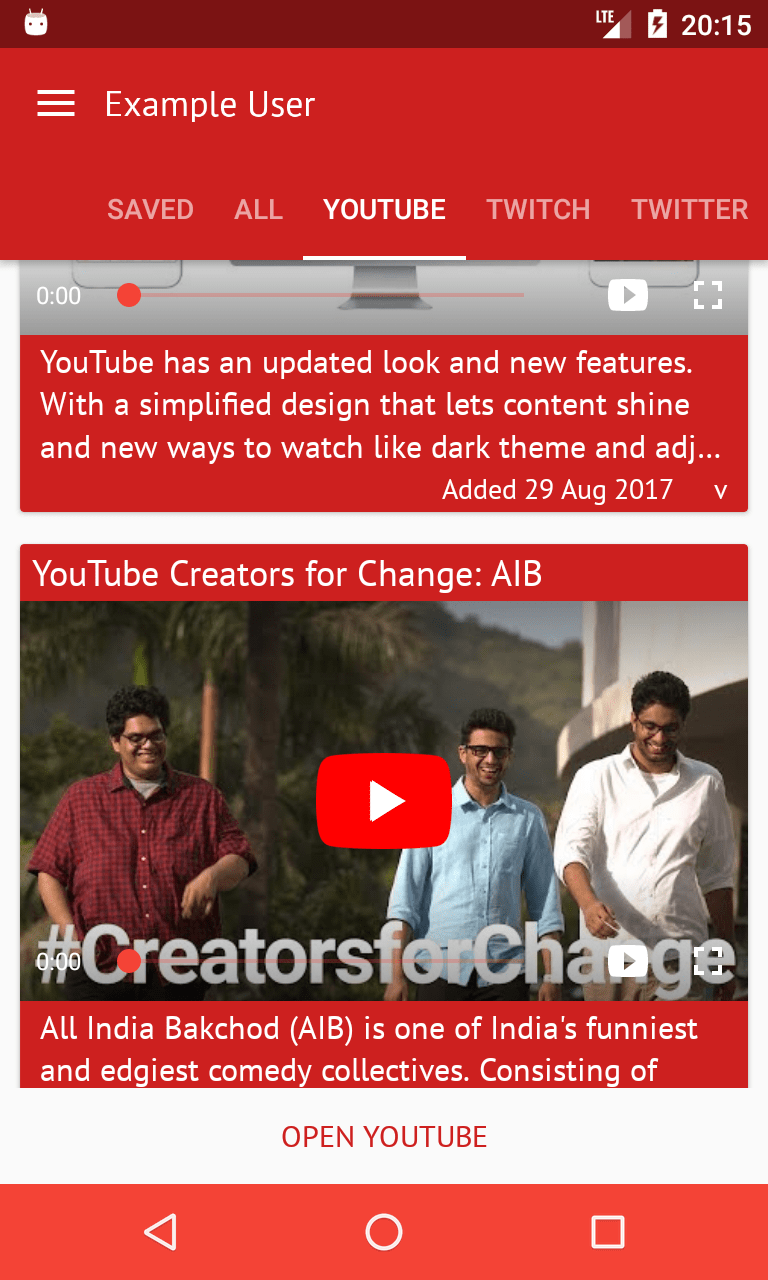 LTE 20:15
Example User
SAVED ALL YOUTUBE TWITCH TWITTER
0:00
YouTube has an updated look and new features.
With a simplified design that lets content shine
and new ways to watch like dark theme and adj...
Added 29 Aug 2017 v
YouTube Creators for Change: AIB
#CreatorsforChange
0:00
All India Bakchod (AIB) is one of India's funniest
and edgiest comedy collectives. Consisting of
OPEN YOUTUBE